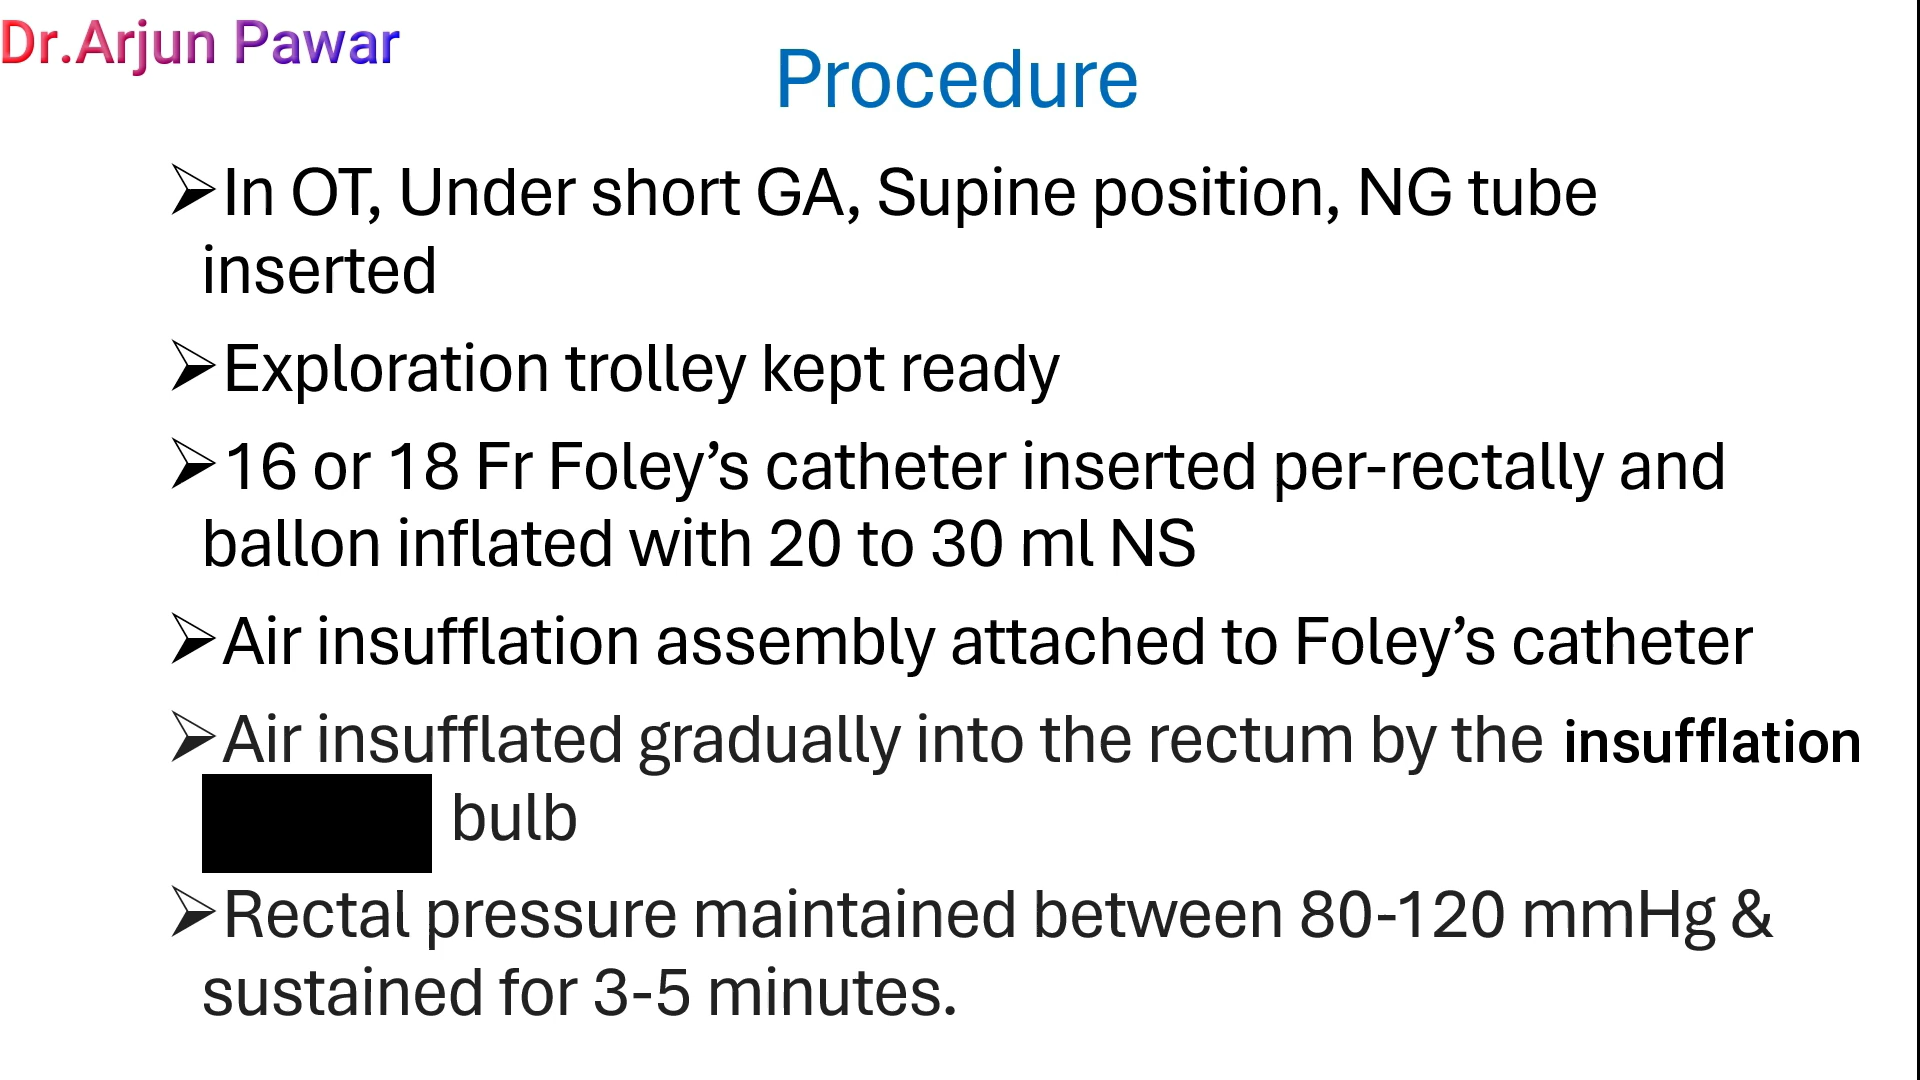 Dr.Arjun Pawar
Procedure
➢In OT, Under short GA, Supine position, NG tube
inserted
➢Exploration trolley kept ready
➢16 or 18 Fr Foley’s catheter inserted per-rectally and
ballon inflated with 20 to 30 ml NS
➢Air insufflation assembly attached to Foley’s catheter
➢Air insufflated gradually into the rectum by the insufflation
bulb
➢Rectal pressure maintained between 80-120 mmHg &
sustained for 3-5 minutes.